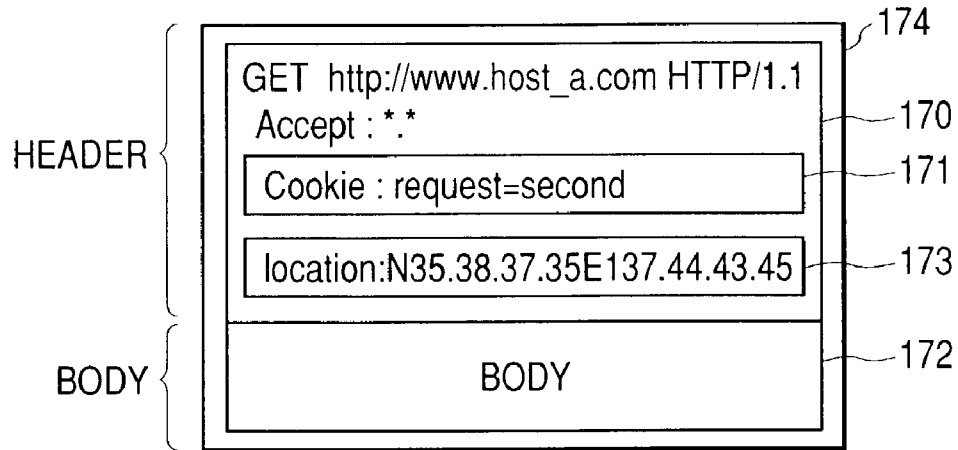 174
GET http://www.host_a.com HTTP/1.1
Accept : *.*
170
HEADER
Cookie : request=second
171
location:N35.38.37.35E137.44.43.45
173
BODY
BODY
172